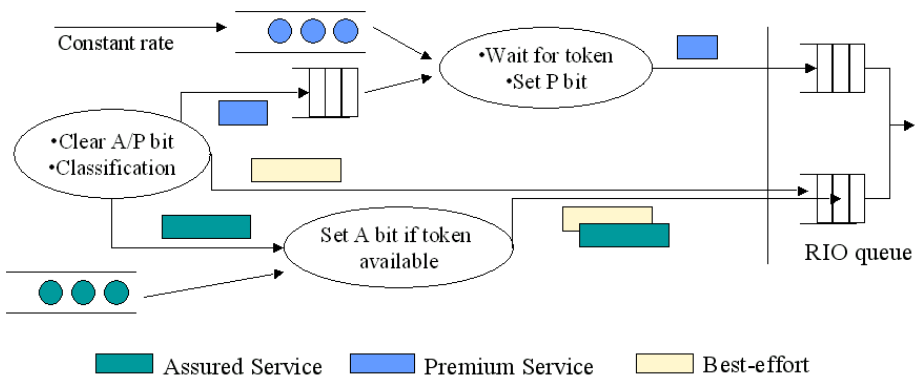 Constant rate
•Wait for token
•Set P bit
•Clear A/P bit
•Classification
Set A bit if token
available
RIO queue
Assured Service
Premium Service
Best-effort